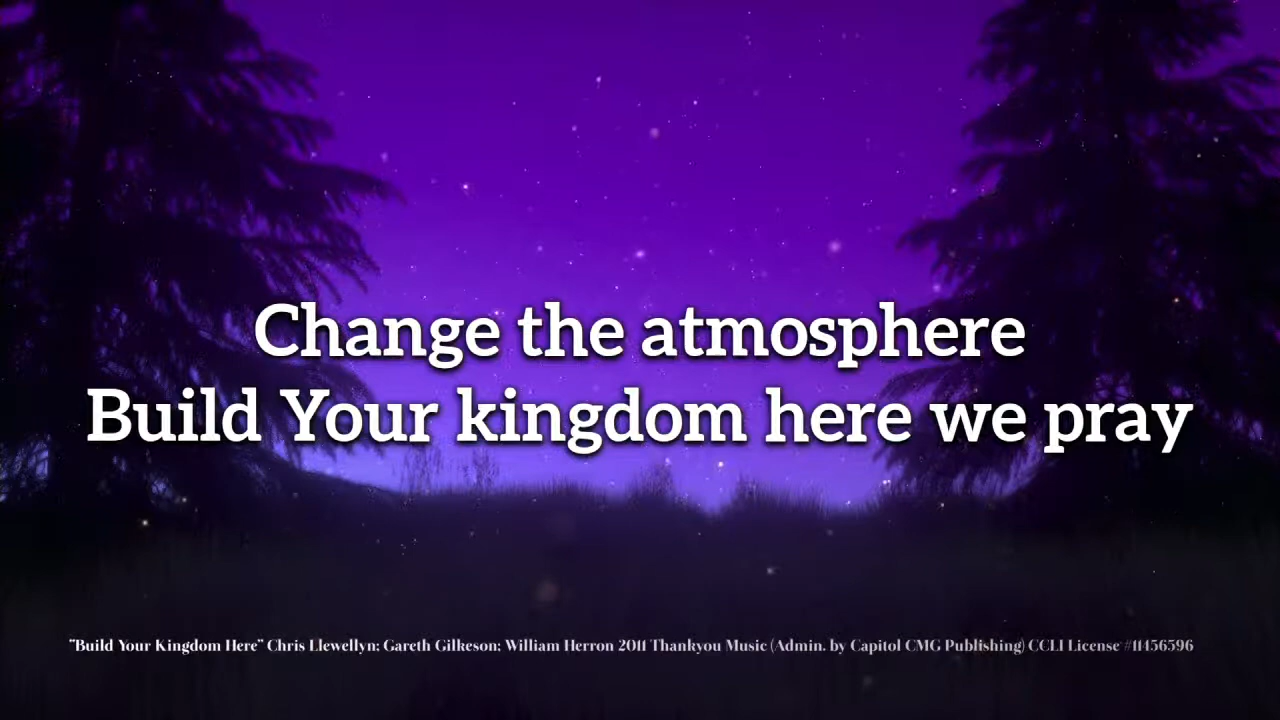 Change the atmosphere
Build Your kingdom here we pray
"Build Your Kingdom Here" Chris Llewellyn; Gareth Gilkeson; William Herron 2011 Thankyou Music (Admin. by Capitol CMG Publishing) CCLI License #11456596